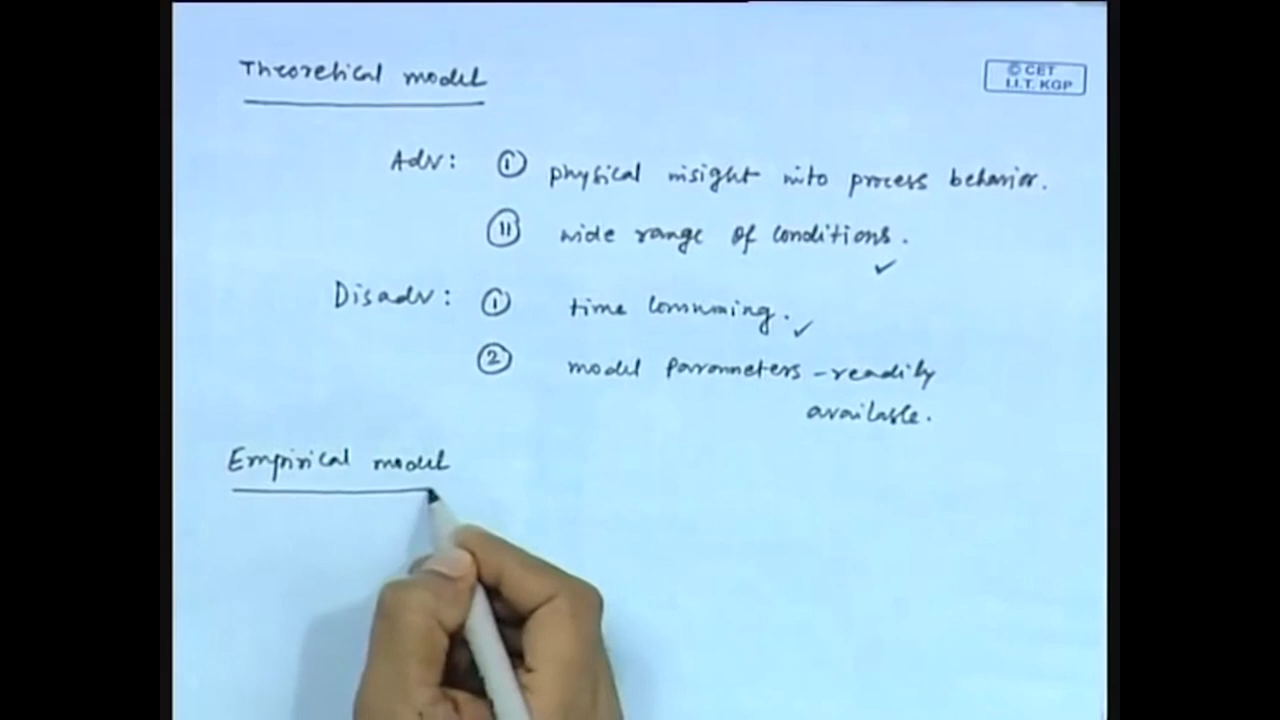 Theoretical model
© CET
I.I.T. KGP
Adv: (i) physical insight into process behavior.
(ii) wide range of conditions.
Disadv: (1) time consuming.
(2) model parameters - readily
available.
Empirical model